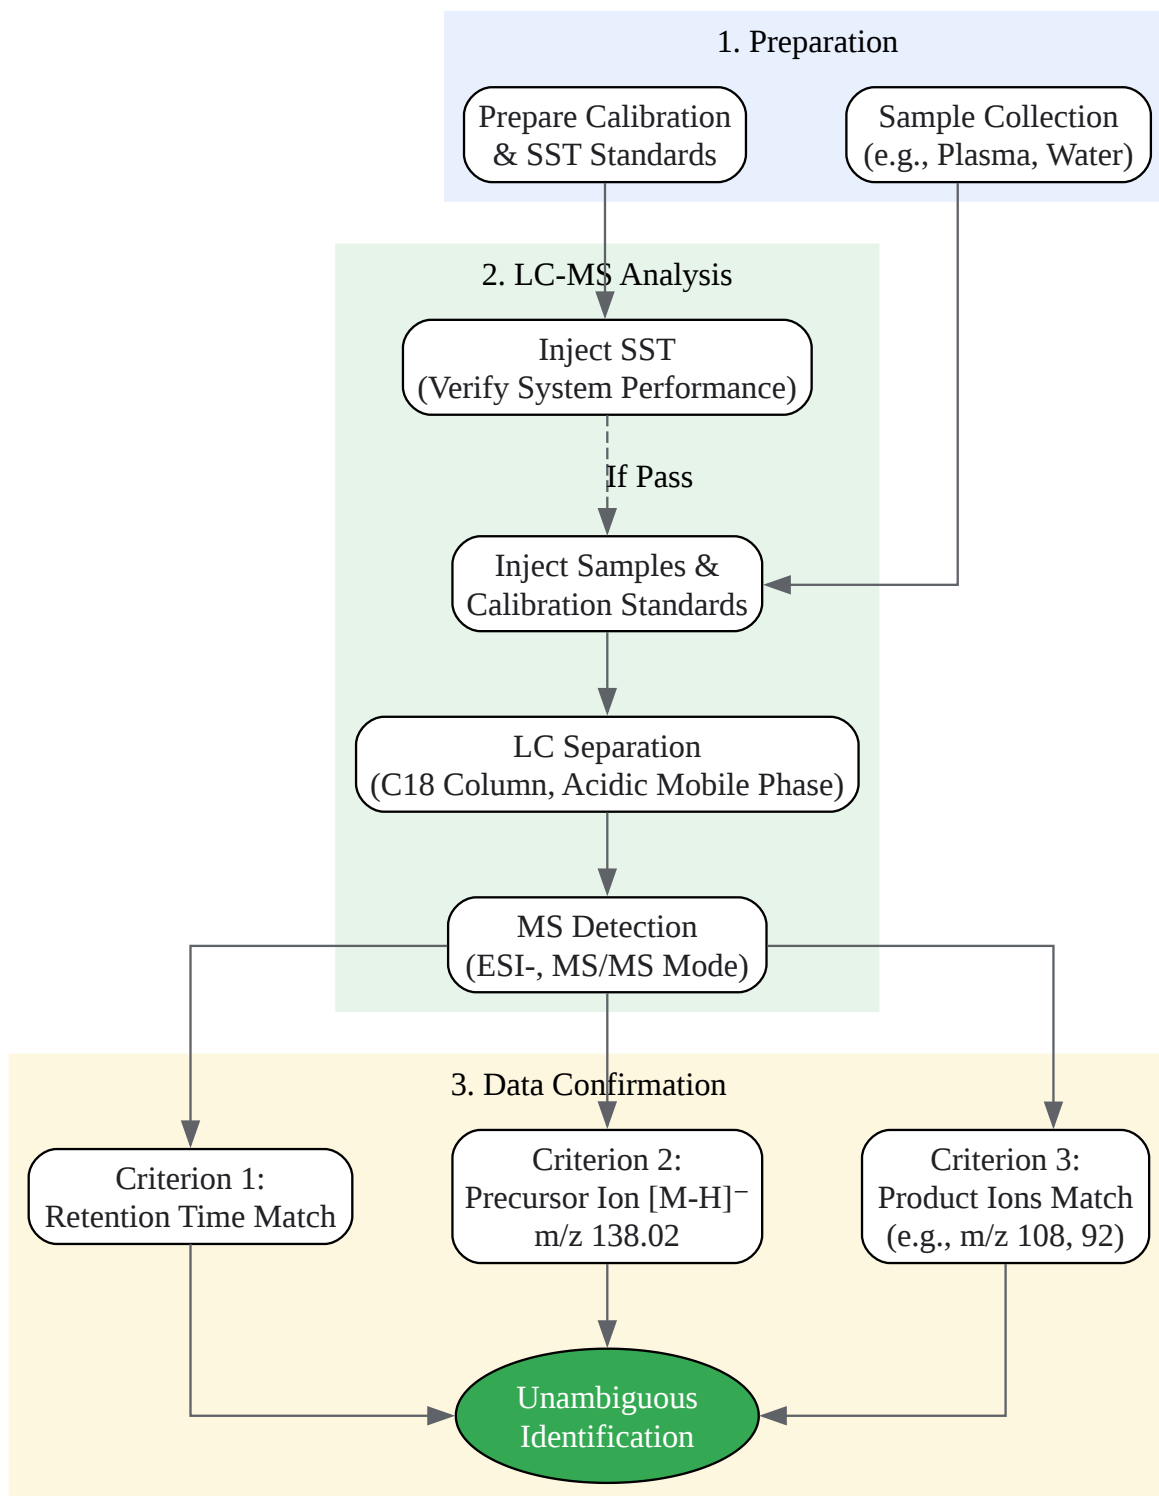 1. Preparation
Prepare Calibration
& SST Standards
Sample Collection
(e.g., Plasma, Water)
2. LC-MS Analysis
Inject SST
(Verify System Performance)
If Pass
Inject Samples &
Calibration Standards
LC Separation
(C18 Column, Acidic Mobile Phase)
MS Detection
(ESI-, MS/MS Mode)
3. Data Confirmation
Criterion 1:
Retention Time Match
Criterion 2:
Precursor Ion [M-H]⁻
m/z 138.02
Criterion 3:
Product Ions Match
(e.g., m/z 108, 92)
Unambiguous
Identification